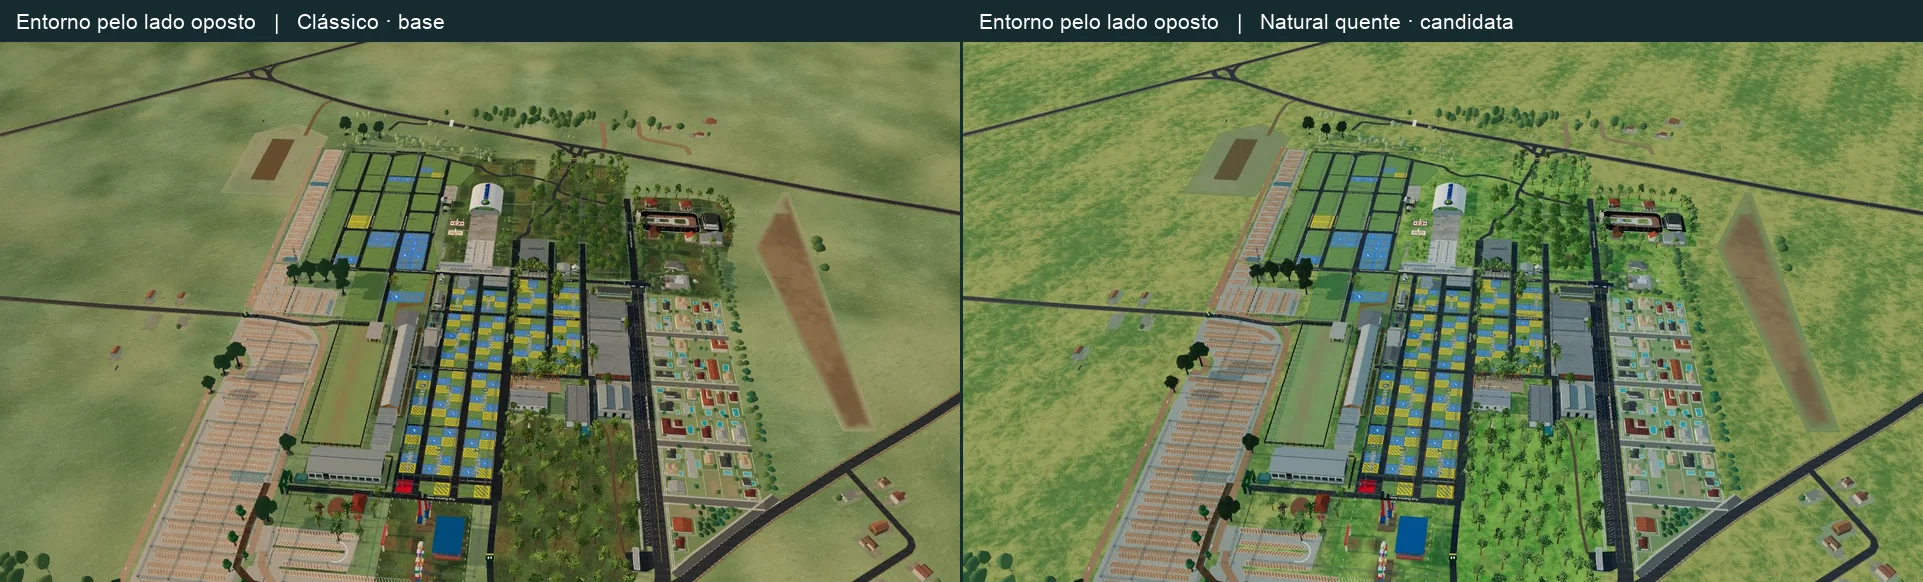 Entorno pelo lado oposto | Clássico · base
Entorno pelo lado oposto | Natural quente · candidata